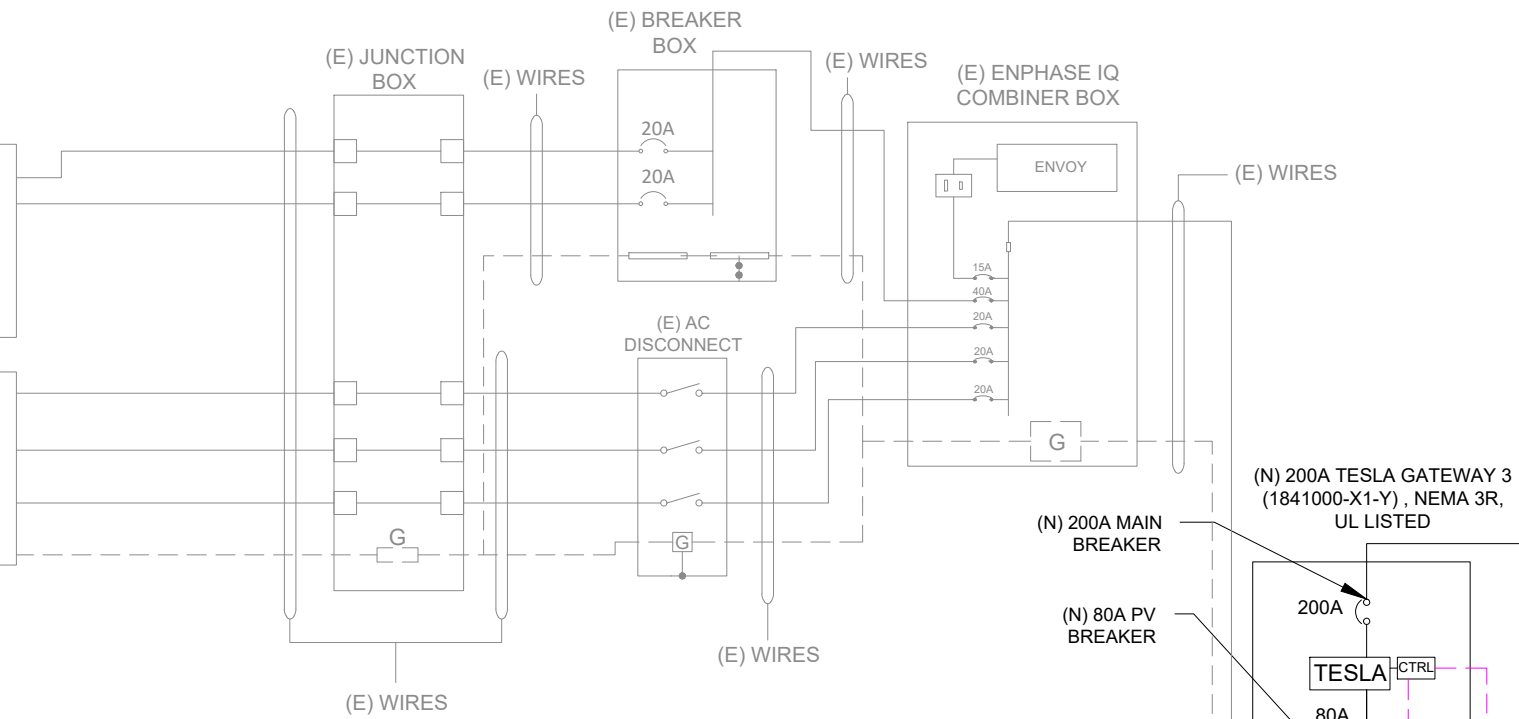 (E) BREAKER
BOX
(E) JUNCTION
BOX
(E) WIRES
(E) WIRES
(E) ENPHASE IQ
COMBINER BOX
20A
20A
ENVOY
(E) WIRES
15A
40A
20A
20A
20A
(E) AC
DISCONNECT
G
G
G
(E) WIRES
(E) WIRES
(N) 200A TESLA GATEWAY 3
(1841000-X1-Y) , NEMA 3R,
UL LISTED
(N) 200A MAIN
BREAKER
200A
(N) 80A PV
BREAKER
TESLA
CTRL
80A